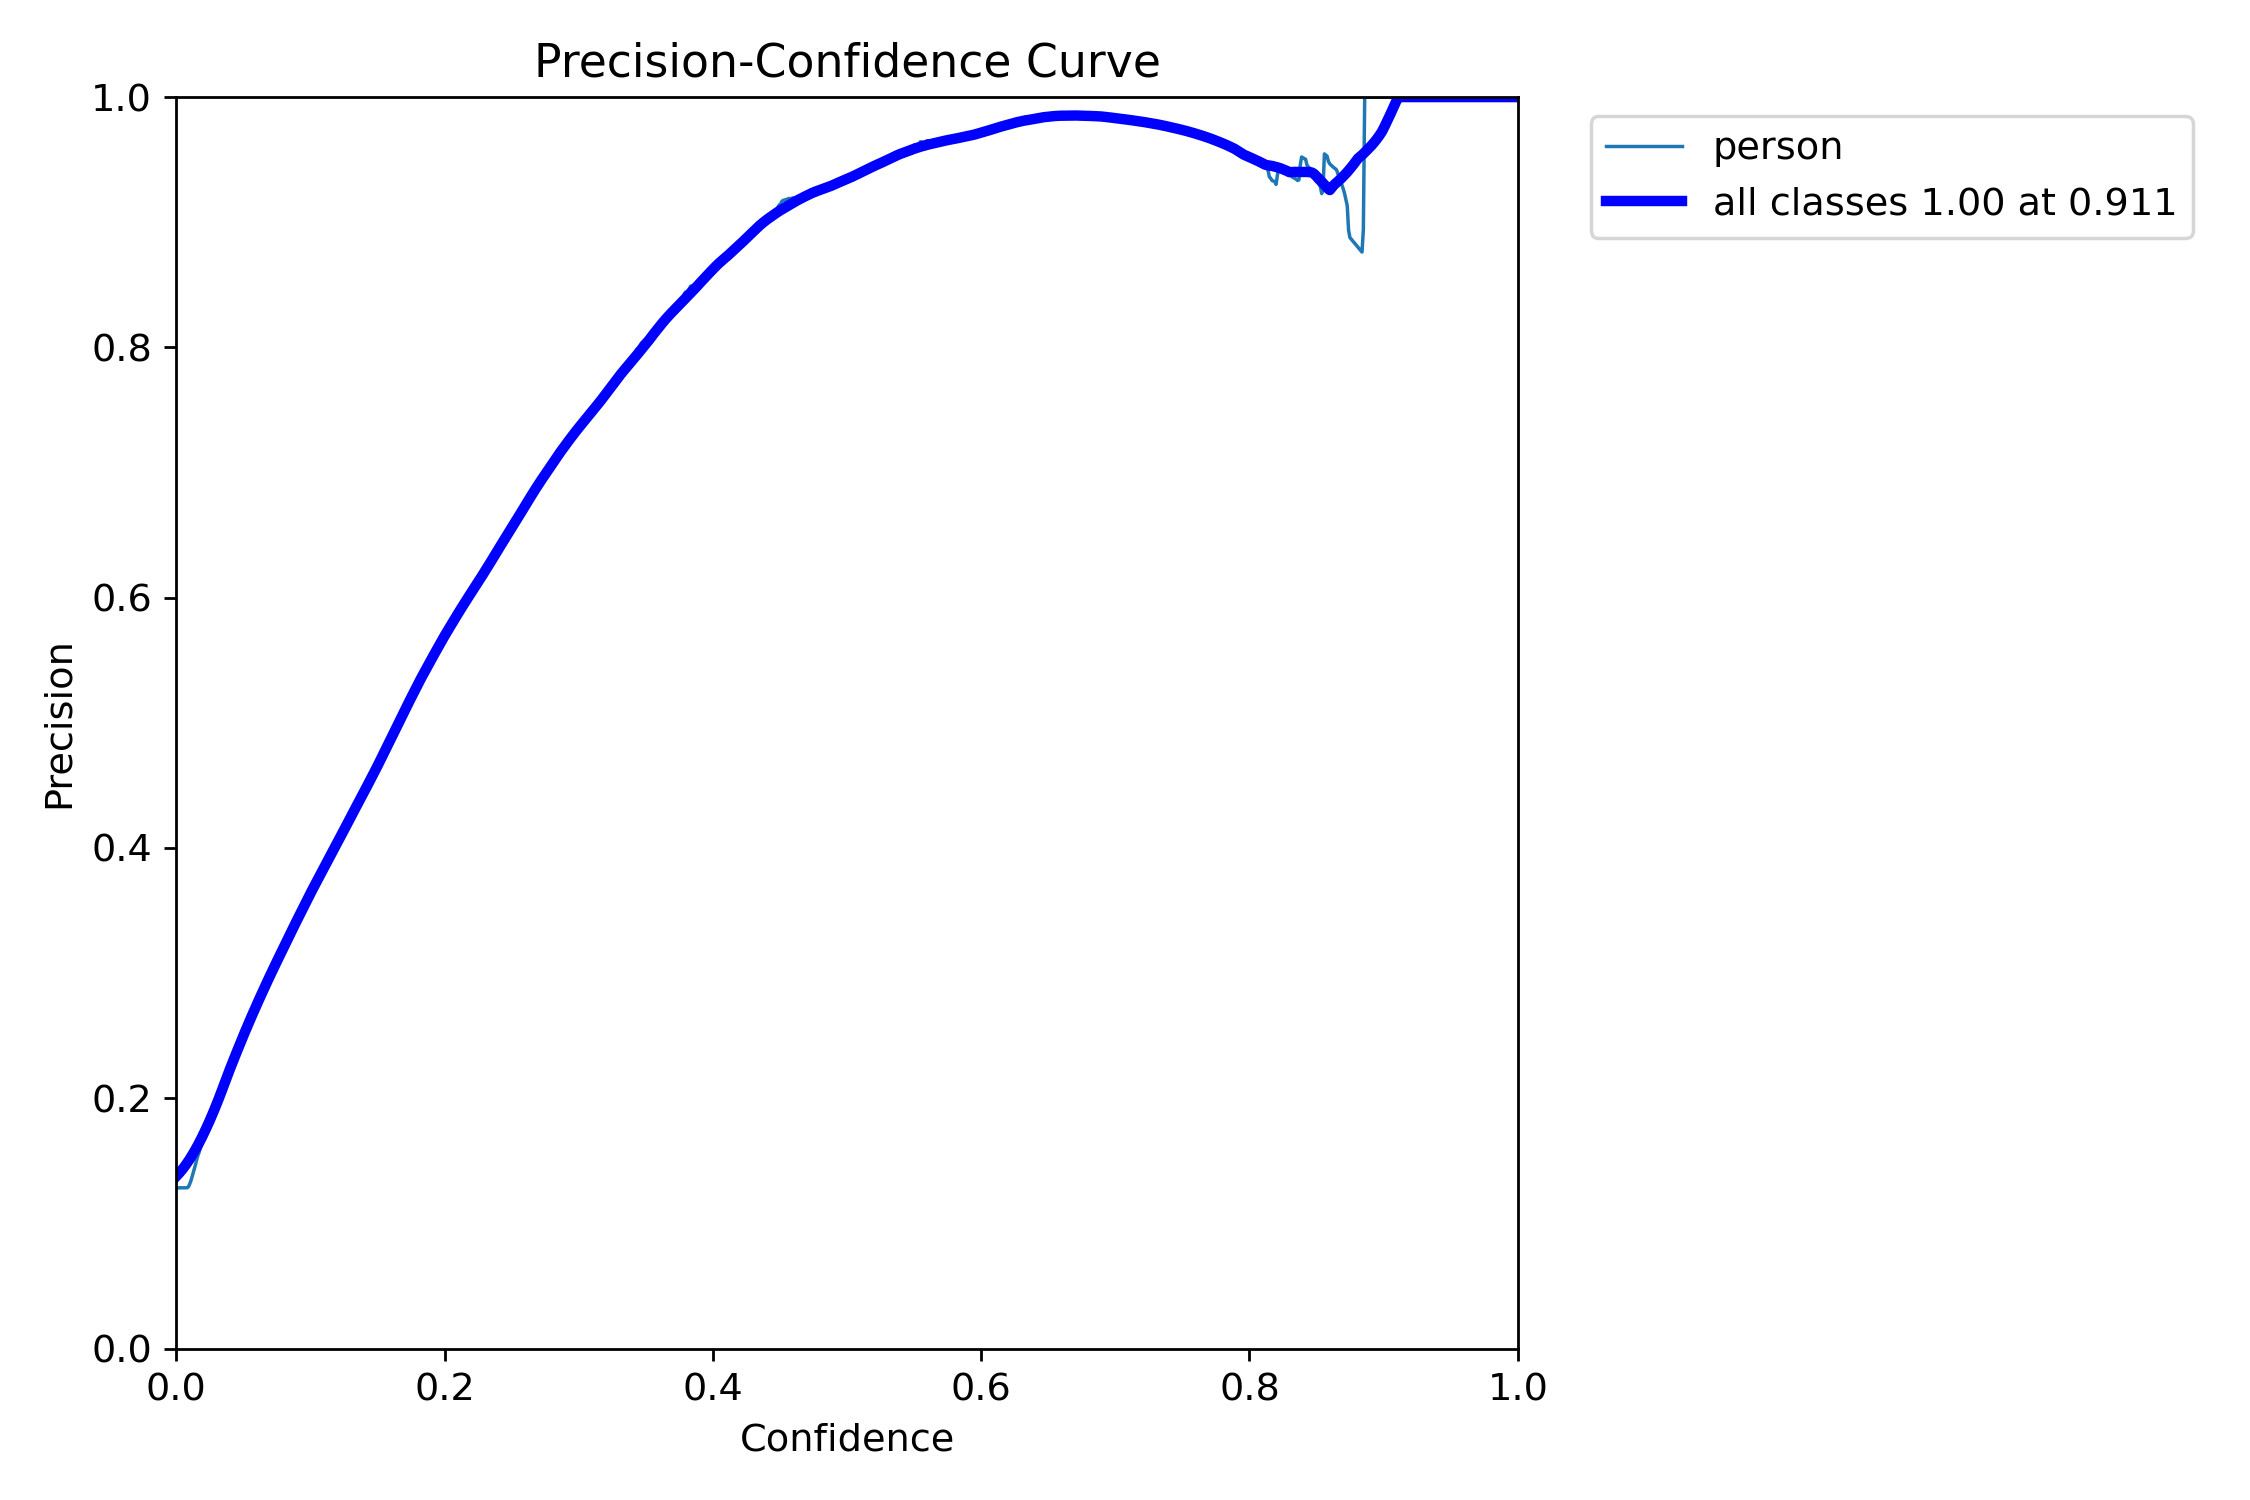 Precision-Confidence Curve
1.0
0.8
0.6
0.4
0.2
0.0
Precision
0.0 0.2 0.4 0.6 0.8 1.0
Confidence
person
all classes 1.00 at 0.911